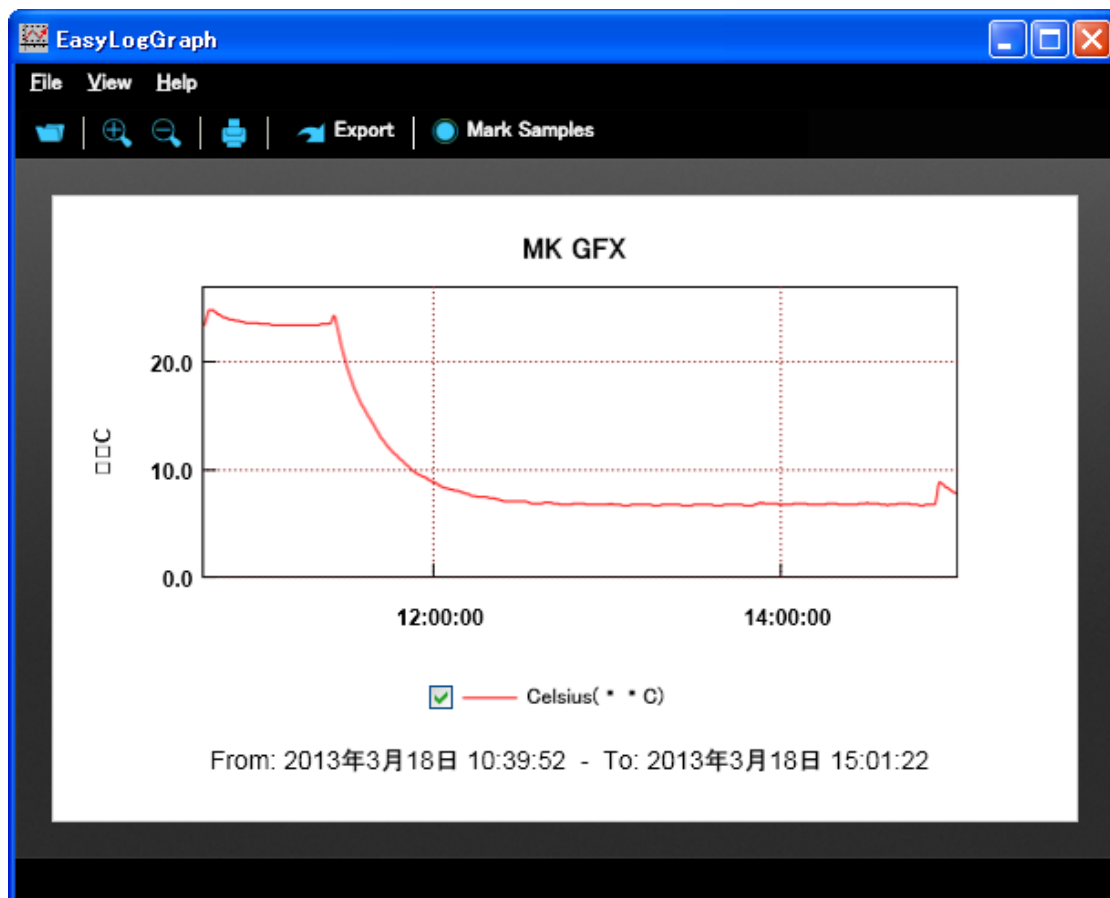 EasyLogGraph
File View Help
Export Mark Samples
MK GFX
20.0
10.0
0.0
□□C
12:00:00 14:00:00
Celsius(・・C)
From: 2013年3月18日 10:39:52 - To: 2013年3月18日 15:01:22